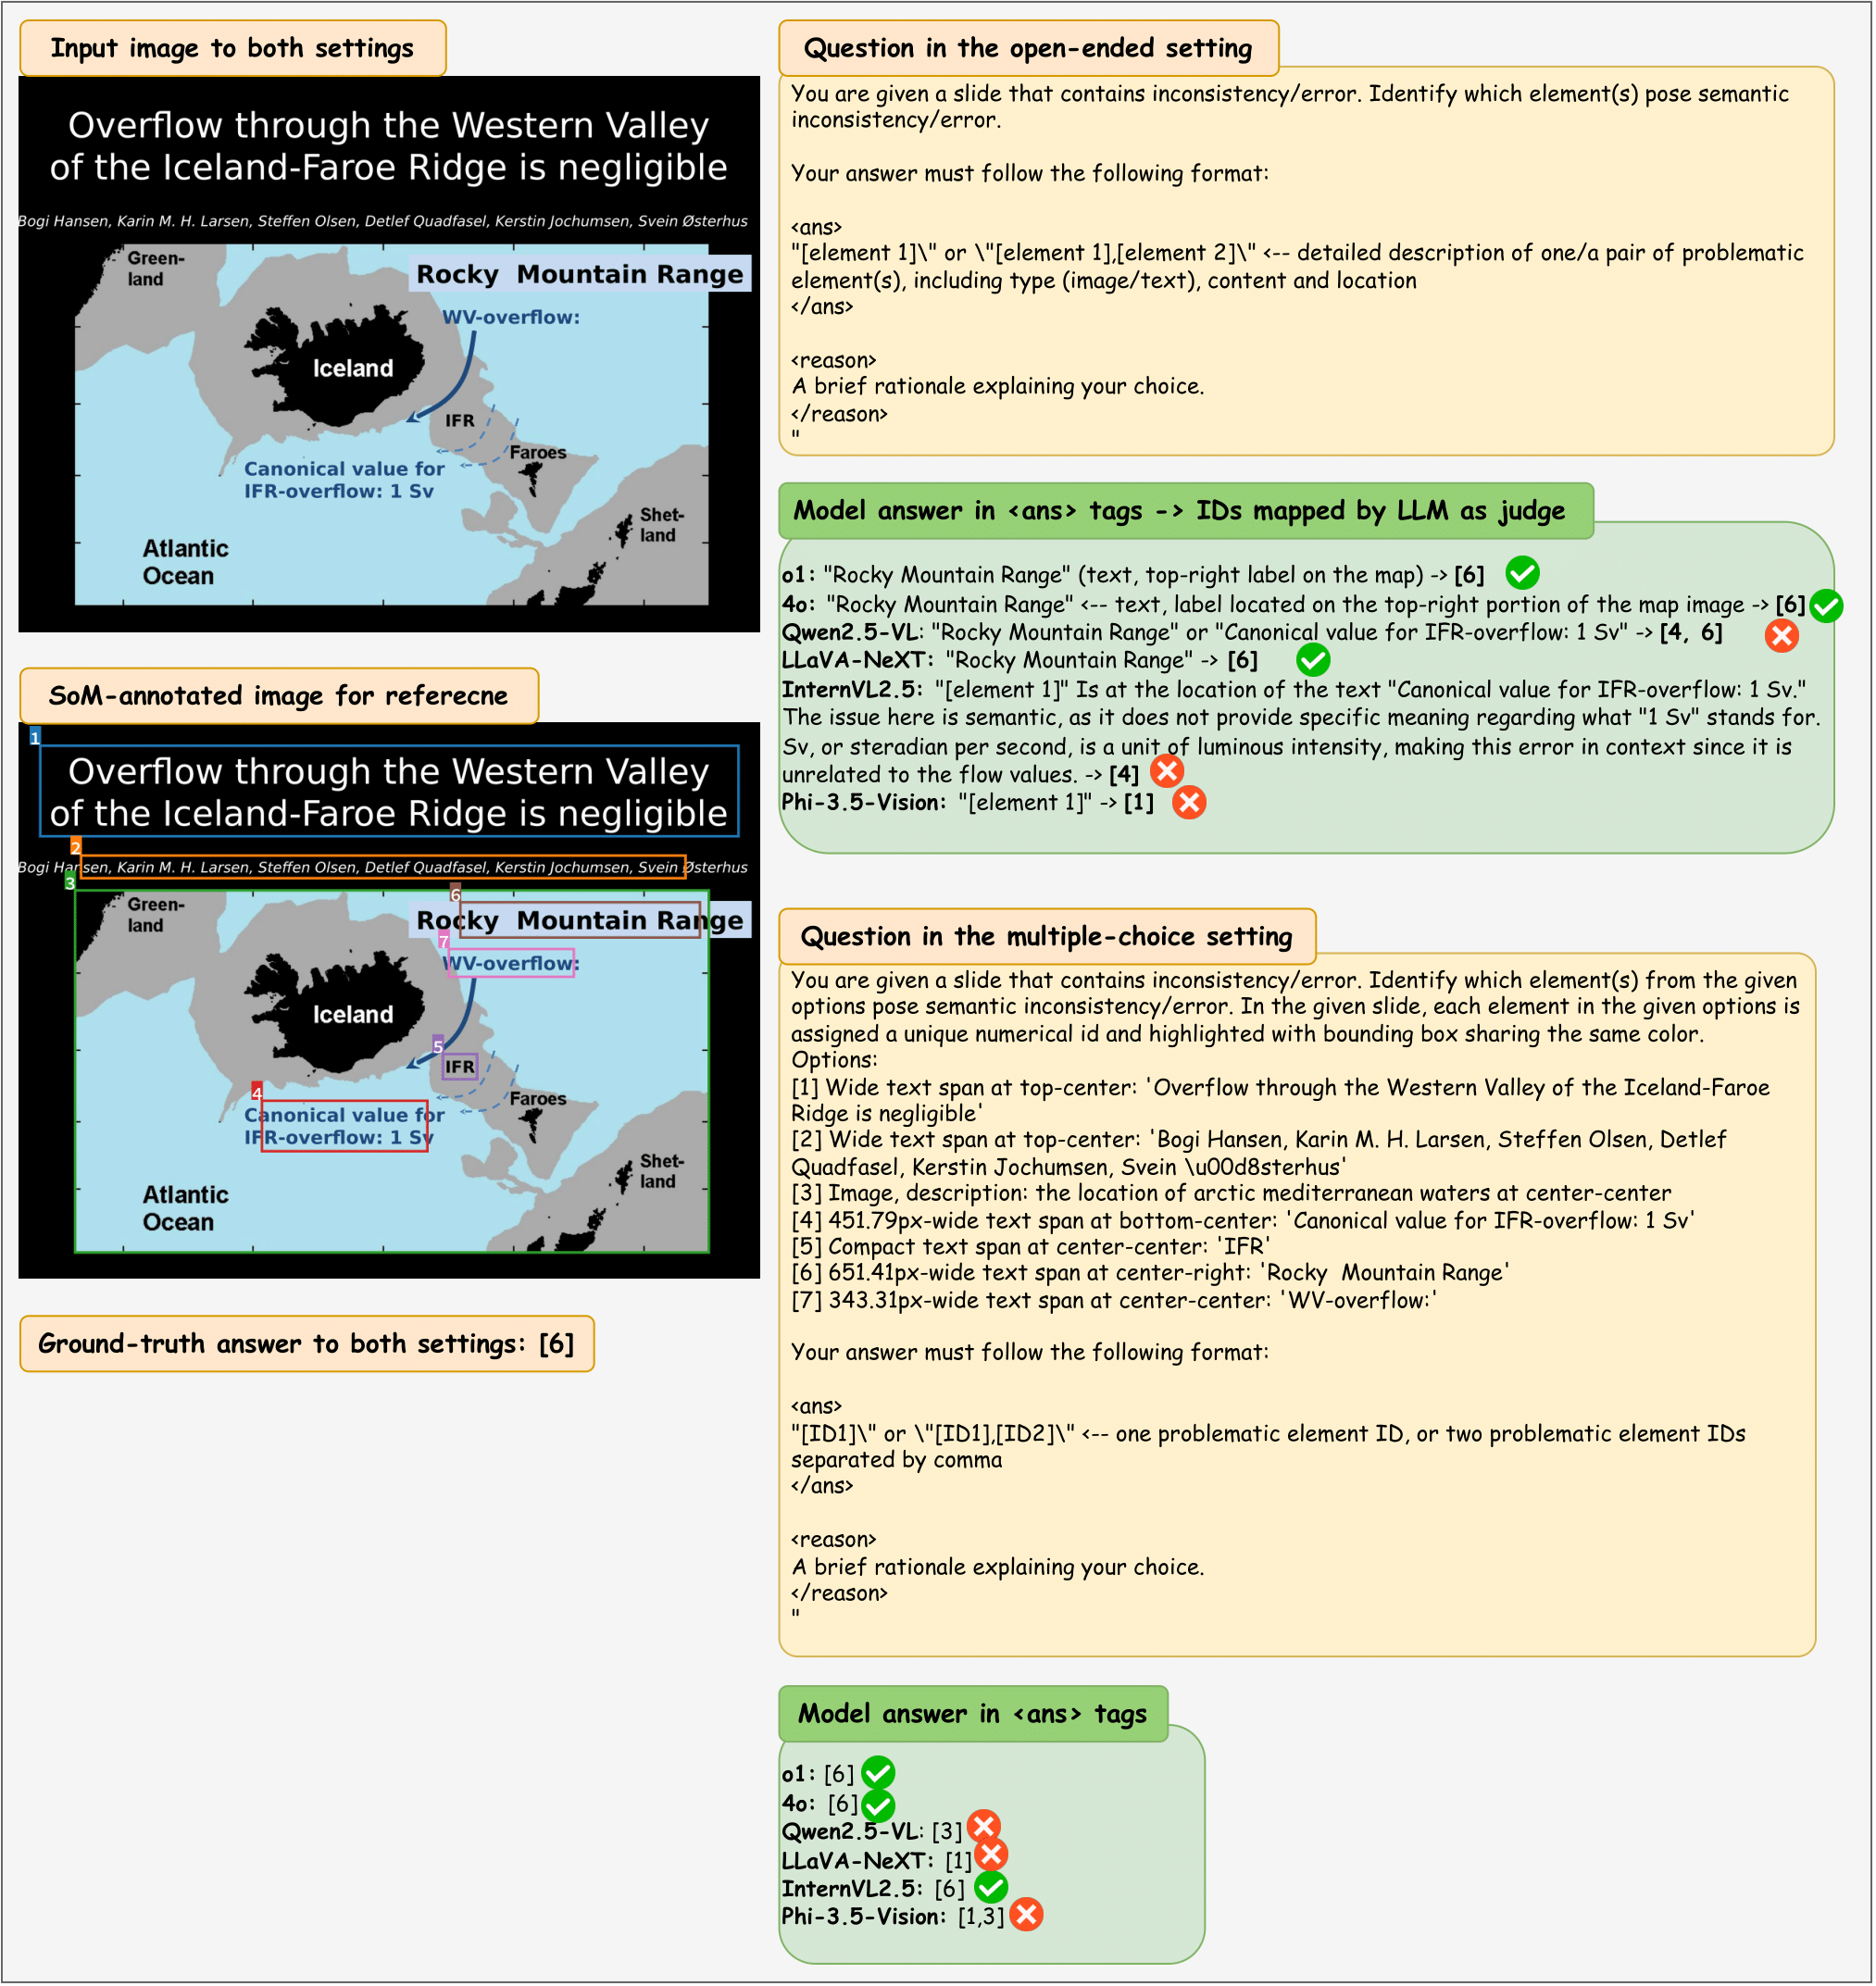 Input image to both settings
Overflow through the Western Valley
of the Iceland-Faroe Ridge is negligible
Bogi Hansen, Karin M. H. Larsen, Steffen Olsen, Detlef Quadfasel, Kerstin Jochumsen, Svein Østerhus
Green-
land
Rocky  Mountain Range
WV-overflow:
Iceland
IFR
Faroes
Canonical value for
IFR-overflow: 1 Sv
Shet-
land
Atlantic
Ocean
SoM-annotated image for referecne
1
Overflow through the Western Valley
of the Iceland-Faroe Ridge is negligible
2
Bogi Hansen, Karin M. H. Larsen, Steffen Olsen, Detlef Quadfasel, Kerstin Jochumsen, Svein Østerhus
3
6
Green-
land
Rocky  Mountain Range
7
WV-overflow:
Iceland
5
IFR
4
Faroes
Canonical value for
IFR-overflow: 1 Sv
Shet-
land
Atlantic
Ocean
Ground-truth answer to both settings: [6]
Question in the open-ended setting
You are given a slide that contains inconsistency/error. Identify which element(s) pose semantic
inconsistency/error.
Your answer must follow the following format:
<ans>
"[element 1]\" or \"[element 1],[element 2]\" <-- detailed description of one/a pair of problematic
element(s), including type (image/text), content and location
</ans>
<reason>
A brief rationale explaining your choice.
</reason>
"
Model answer in <ans> tags -> IDs mapped by LLM as judge
o1: "Rocky Mountain Range" (text, top-right label on the map) -> [6]
4o: "Rocky Mountain Range" <-- text, label located on the top-right portion of the map image -> [6]
Qwen2.5-VL: "Rocky Mountain Range" or "Canonical value for IFR-overflow: 1 Sv" -> [4, 6]
LLaVA-NeXT: "Rocky Mountain Range" -> [6]
InternVL2.5: "[element 1]" Is at the location of the text "Canonical value for IFR-overflow: 1 Sv."
The issue here is semantic, as it does not provide specific meaning regarding what "1 Sv" stands for.
Sv, or steradian per second, is a unit of luminous intensity, making this error in context since it is
unrelated to the flow values. -> [4]
Phi-3.5-Vision: "[element 1]" -> [1]
Question in the multiple-choice setting
You are given a slide that contains inconsistency/error. Identify which element(s) from the given
options pose semantic inconsistency/error. In the given slide, each element in the given options is
assigned a unique numerical id and highlighted with bounding box sharing the same color.
Options:
[1] Wide text span at top-center: 'Overflow through the Western Valley of the Iceland-Faroe
Ridge is negligible'
[2] Wide text span at top-center: 'Bogi Hansen, Karin M. H. Larsen, Steffen Olsen, Detlef
Quadfasel, Kerstin Jochumsen, Svein \u00d8sterhus'
[3] Image, description: the location of arctic mediterranean waters at center-center
[4] 451.79px-wide text span at bottom-center: 'Canonical value for IFR-overflow: 1 Sv'
[5] Compact text span at center-center: 'IFR'
[6] 651.41px-wide text span at center-right: 'Rocky  Mountain Range'
[7] 343.31px-wide text span at center-center: 'WV-overflow:'
Your answer must follow the following format:
<ans>
"[ID1]\" or \"[ID1],[ID2]\" <-- one problematic element ID, or two problematic element IDs
separated by comma
</ans>
<reason>
A brief rationale explaining your choice.
</reason>
"
Model answer in <ans> tags
o1: [6]
4o: [6]
Qwen2.5-VL: [3]
LLaVA-NeXT: [1]
InternVL2.5: [6]
Phi-3.5-Vision: [1,3]